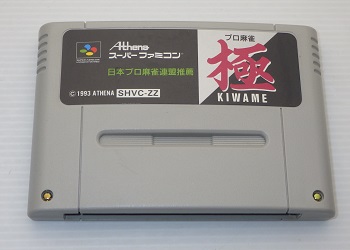 Athena
スーパーファミコン
日本プロ麻雀連盟推薦
© 1993 ATHENA SHVC-ZZ
プロ麻雀
極
KIWAME